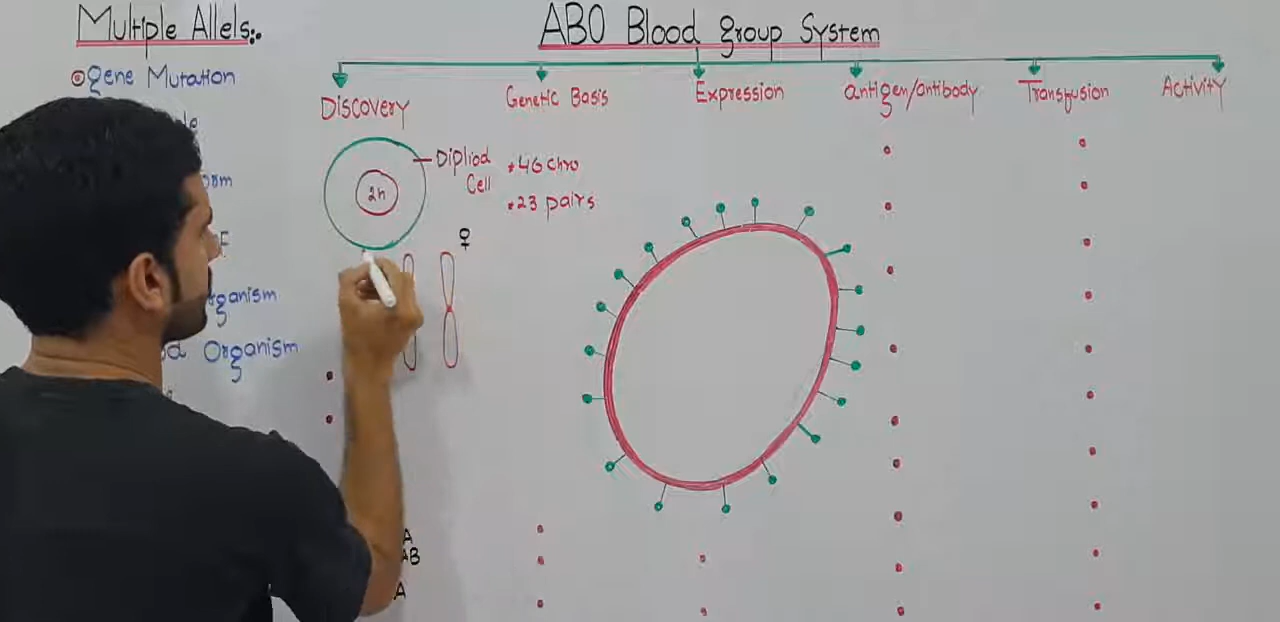 Multiple Allels:.
gene Mutation
rganism
Organism
ABO Blood group System
Discovery
Genetic Basis
Expression
antigen/antibody
Transfusion
Activity
2n
Dipliod
Cell
*46 chro
*23 pairs
♀
A
AB
A